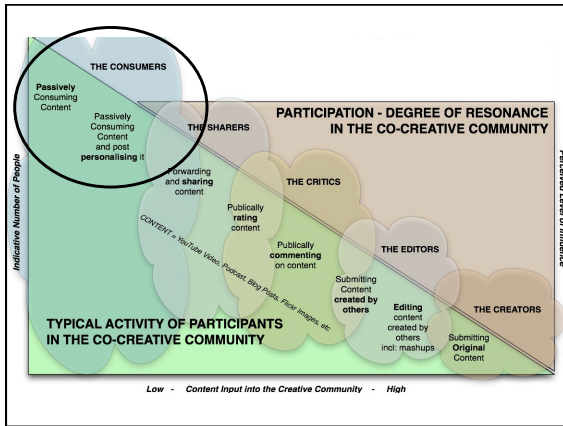 THE CONSUMERS
Passively
Consuming
Content
Passively
Consuming
Content
and post
personalising it
PARTICIPATION - DEGREE OF RESONANCE
IN THE CO-CREATIVE COMMUNITY
THE SHARERS
Forwarding
and sharing
content
THE CRITICS
Publically
rating
content
Publically
commenting
on content
THE EDITORS
Submitting
Content
created by
others
Editing
content
created by
others
incl: mashups
THE CREATORS
Submitting
Original
Content
CONTENT = YouTube Video, Podcast, Blog Posts, Flickr Images, etc
TYPICAL ACTIVITY OF PARTICIPANTS
IN THE CO-CREATIVE COMMUNITY
Indicative Number of People
Perceived Level of Influence
Low - Content Input into the Creative Community - High